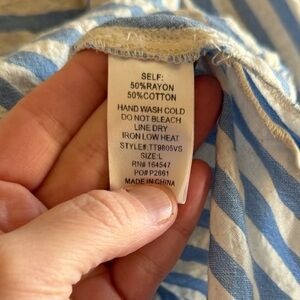 SELF:
50%RAYON
50%COTTON
HAND WASH COLD
DO NOT BLEACH
LINE DRY
IRON LOW HEAT
STYLE#:TT9805VS
SIZE:L
RN# 164547
PO# P2661
MADE IN CHINA